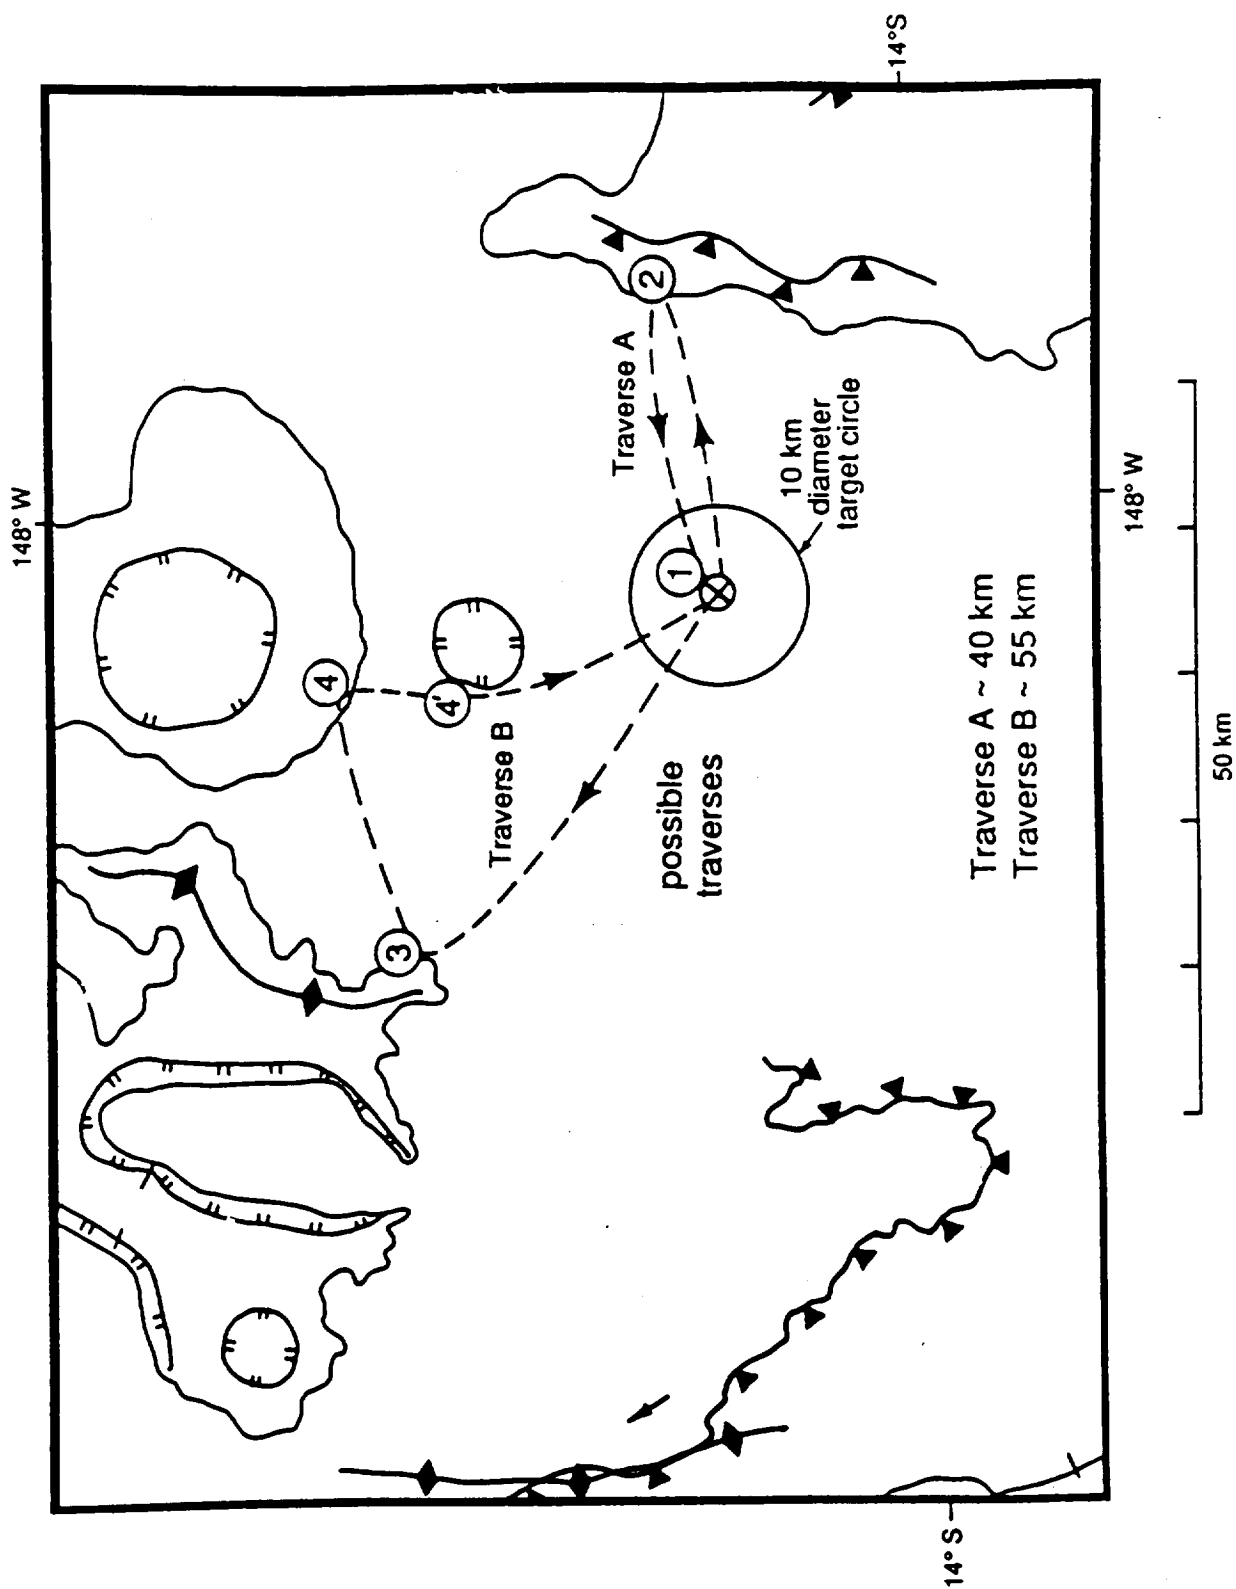 148° W
14° S
14° S
4
3
4'
Traverse B
Traverse A
2
1
possible
traverses
10 km
diameter
target circle
Traverse A ~ 40 km
Traverse B ~ 55 km
148° W
50 km